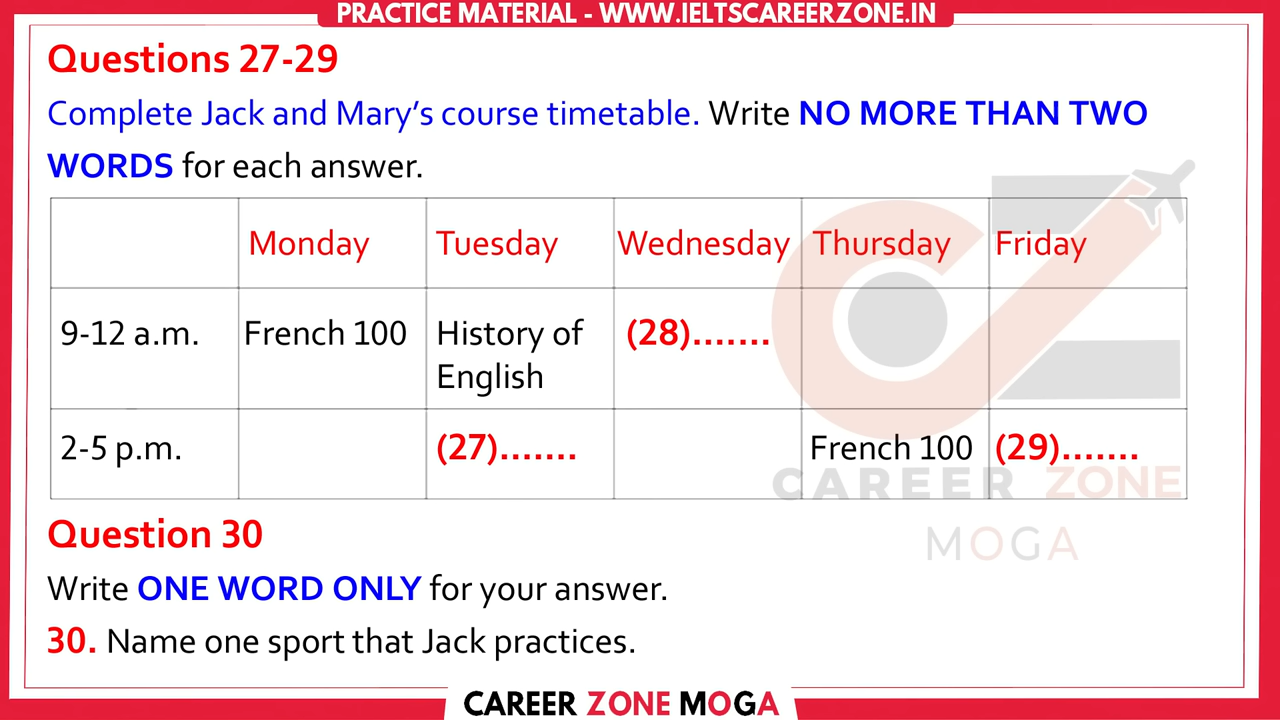 PRACTICE MATERIAL - WWW.IELTSCAREERZONE.IN
Questions 27-29
Complete Jack and Mary's course timetable. Write NO MORE THAN TWO
WORDS for each answer.
Monday Tuesday Wednesday Thursday Friday
9-12 a.m. French 100 History of (28).......
English
2-5 p.m. (27)....... French 100 (29).......
CAREER ZONE
MOGA
Question 30
Write ONE WORD ONLY for your answer.
30. Name one sport that Jack practices.
CAREER ZONE MOGA